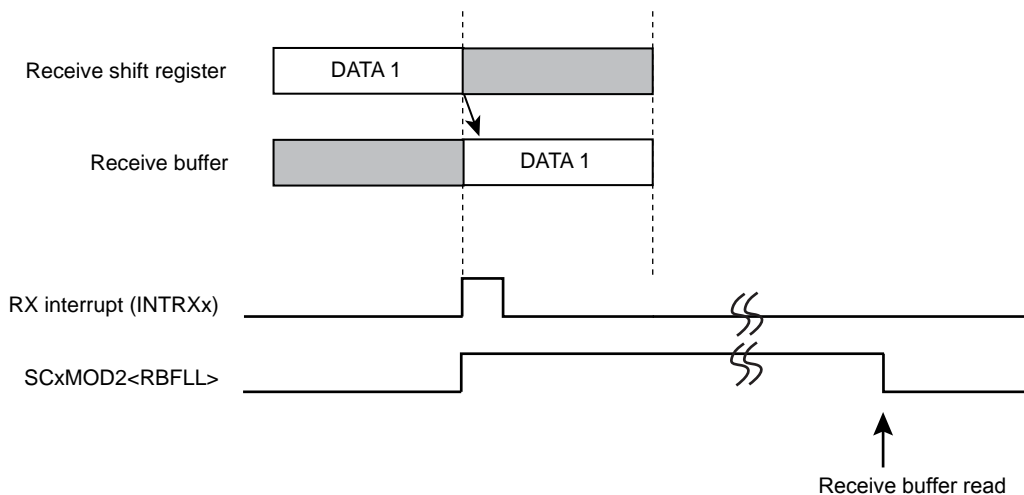 Receive shift register
DATA 1
Receive buffer
DATA 1
RX interrupt (INTRXx)
SCxMOD2<RBFLL>
Receive buffer read